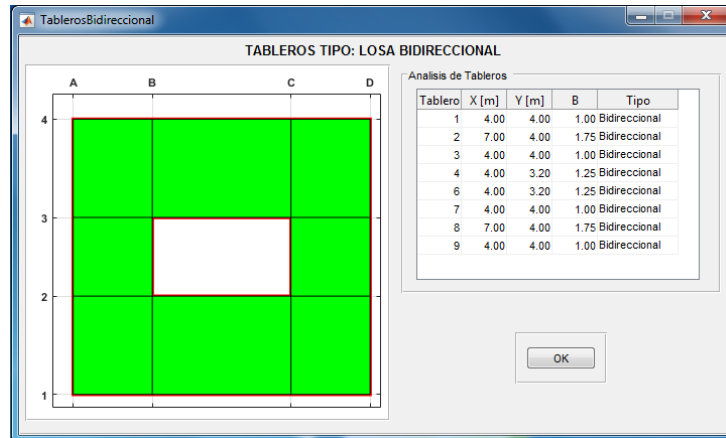 TablerosBidireccional
TABLEROS TIPO: LOSA BIDIRECCIONAL
A B C D
4
3
2
1
Analisis de Tableros
Tablero X [m] Y [m] B Tipo
1 4.00 4.00 1.00 Bidireccional
2 7.00 4.00 1.75 Bidireccional
3 4.00 4.00 1.00 Bidireccional
4 4.00 3.20 1.25 Bidireccional
6 4.00 3.20 1.25 Bidireccional
7 4.00 4.00 1.00 Bidireccional
8 7.00 4.00 1.75 Bidireccional
9 4.00 4.00 1.00 Bidireccional
OK